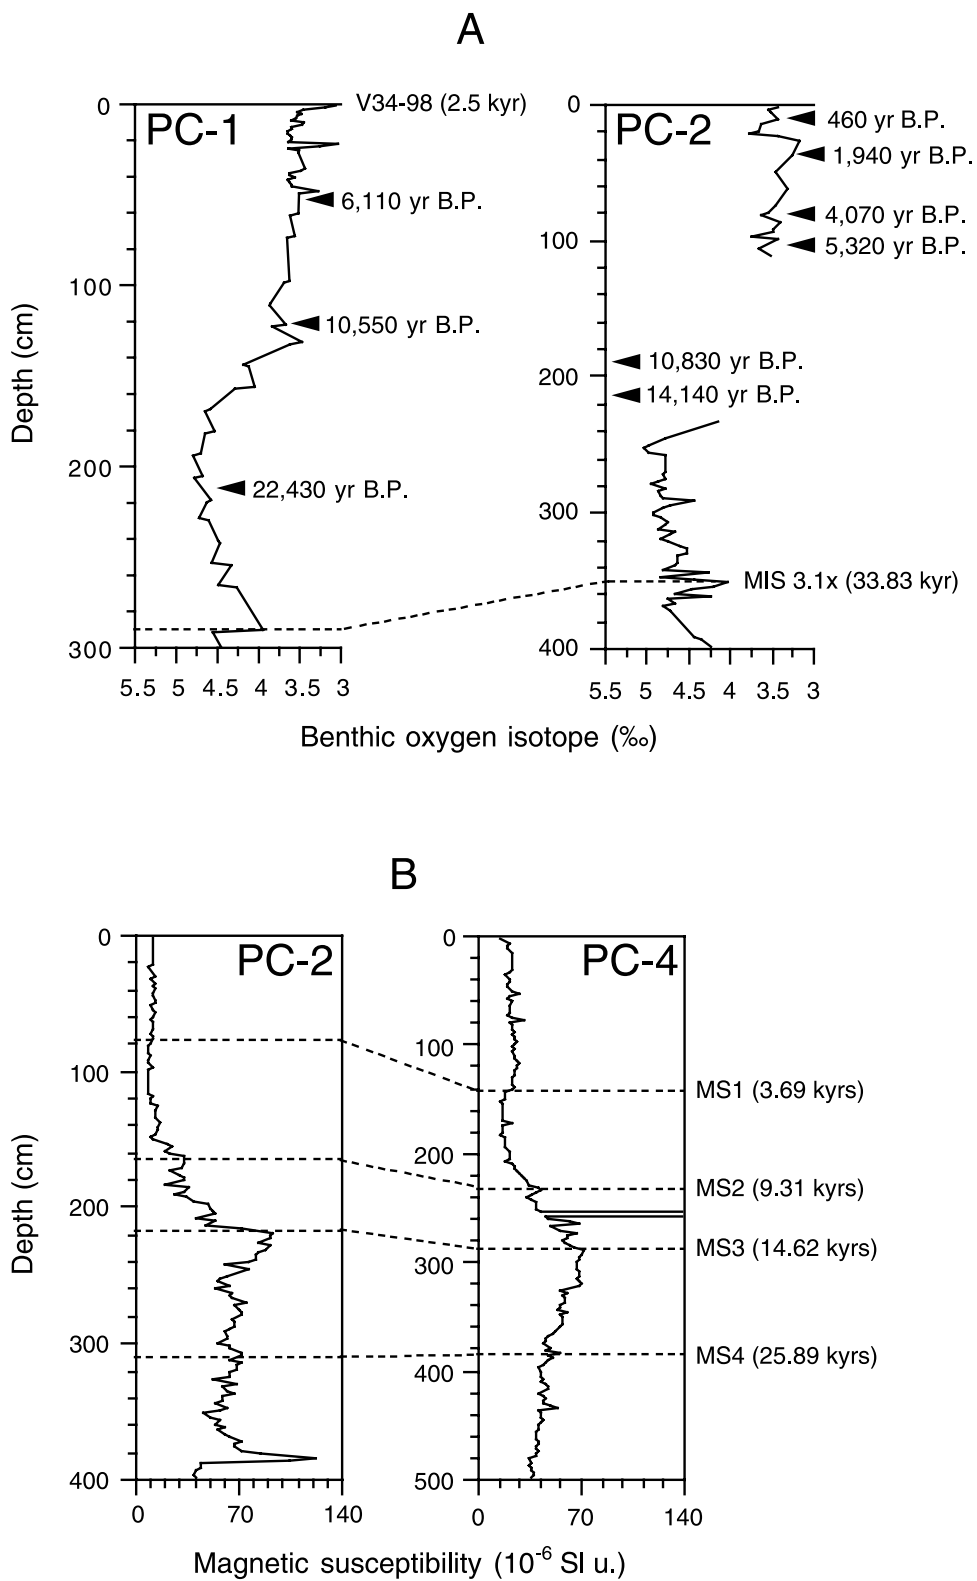 A
PC-1
V34-98 (2.5 kyr)
PC-2
0
100
200
300
Depth (cm)
6,110 yr B.P.
10,550 yr B.P.
22,430 yr B.P.
5.5 5 4.5 4 3.5 3
0
100
200
300
400
460 yr B.P.
1,940 yr B.P.
4,070 yr B.P.
5,320 yr B.P.
10,830 yr B.P.
14,140 yr B.P.
MIS 3.1x (33.83 kyr)
5.5 5 4.5 4 3.5 3
Benthic oxygen isotope (‰)
B
PC-2
PC-4
0
100
200
300
400
Depth (cm)
0 70 140
0
100
200
300
400
500
MS1 (3.69 kyrs)
MS2 (9.31 kyrs)
MS3 (14.62 kyrs)
MS4 (25.89 kyrs)
0 70 140
Magnetic susceptibility (10⁻⁶ SI u.)